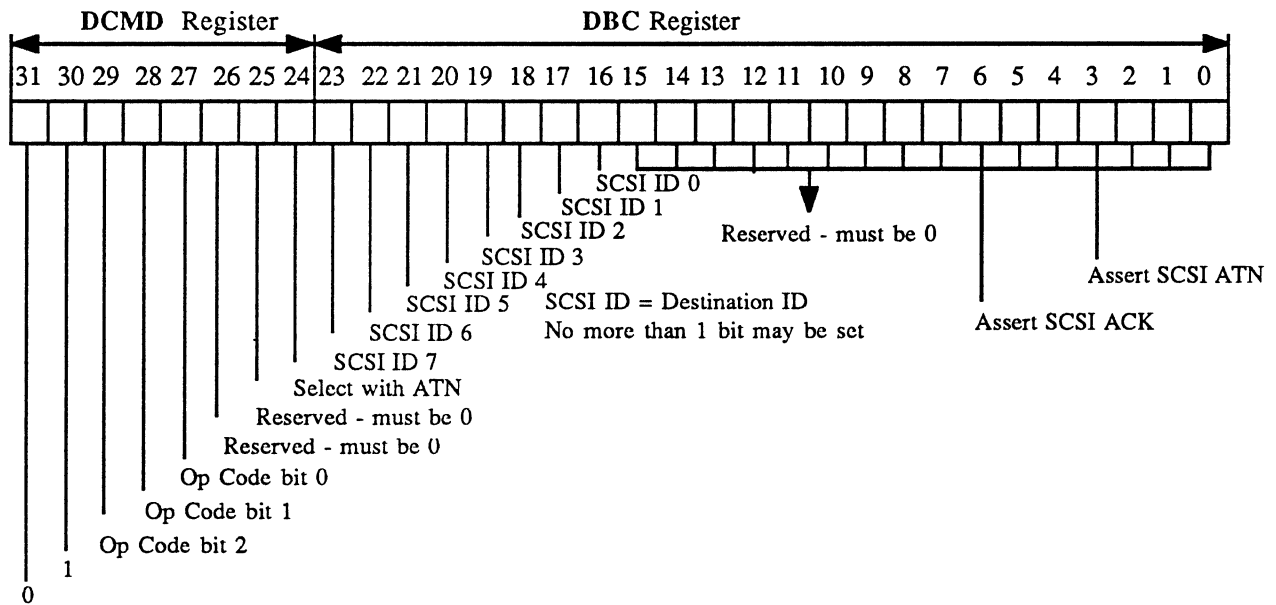 DCMD Register DBC Register
31 30 29 28 27 26 25 24 23 22 21 20 19 18 17 16 15 14 13 12 11 10 9 8 7 6 5 4 3 2 1 0
SCSI ID 0
SCSI ID 1
SCSI ID 2
Reserved - must be 0
SCSI ID 3
Assert SCSI ATN
SCSI ID 4
SCSI ID 5
SCSI ID = Destination ID
Assert SCSI ACK
SCSI ID 6
No more than 1 bit may be set
SCSI ID 7
Select with ATN
Reserved - must be 0
Reserved - must be 0
Op Code bit 0
Op Code bit 1
Op Code bit 2
1
0